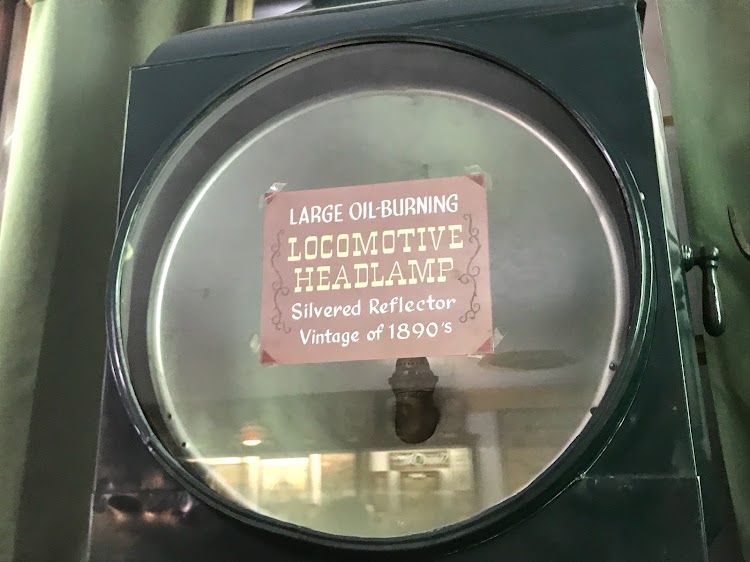 LARGE OIL-BURNING
LOCOMOTIVE
HEADLAMP
Silvered Reflector
Vintage of 1890's